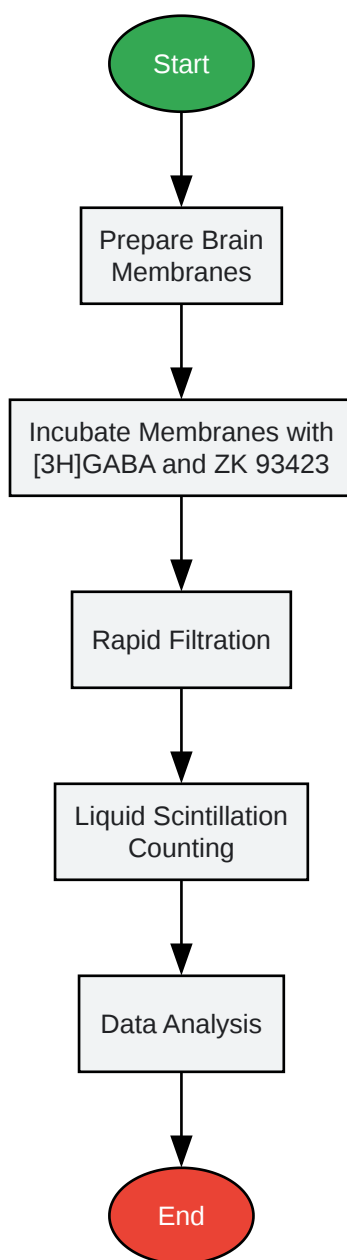 Start
Prepare Brain
Membranes
Incubate Membranes with
[3H]GABA and ZK 93423
Rapid Filtration
Liquid Scintillation
Counting
Data Analysis
End